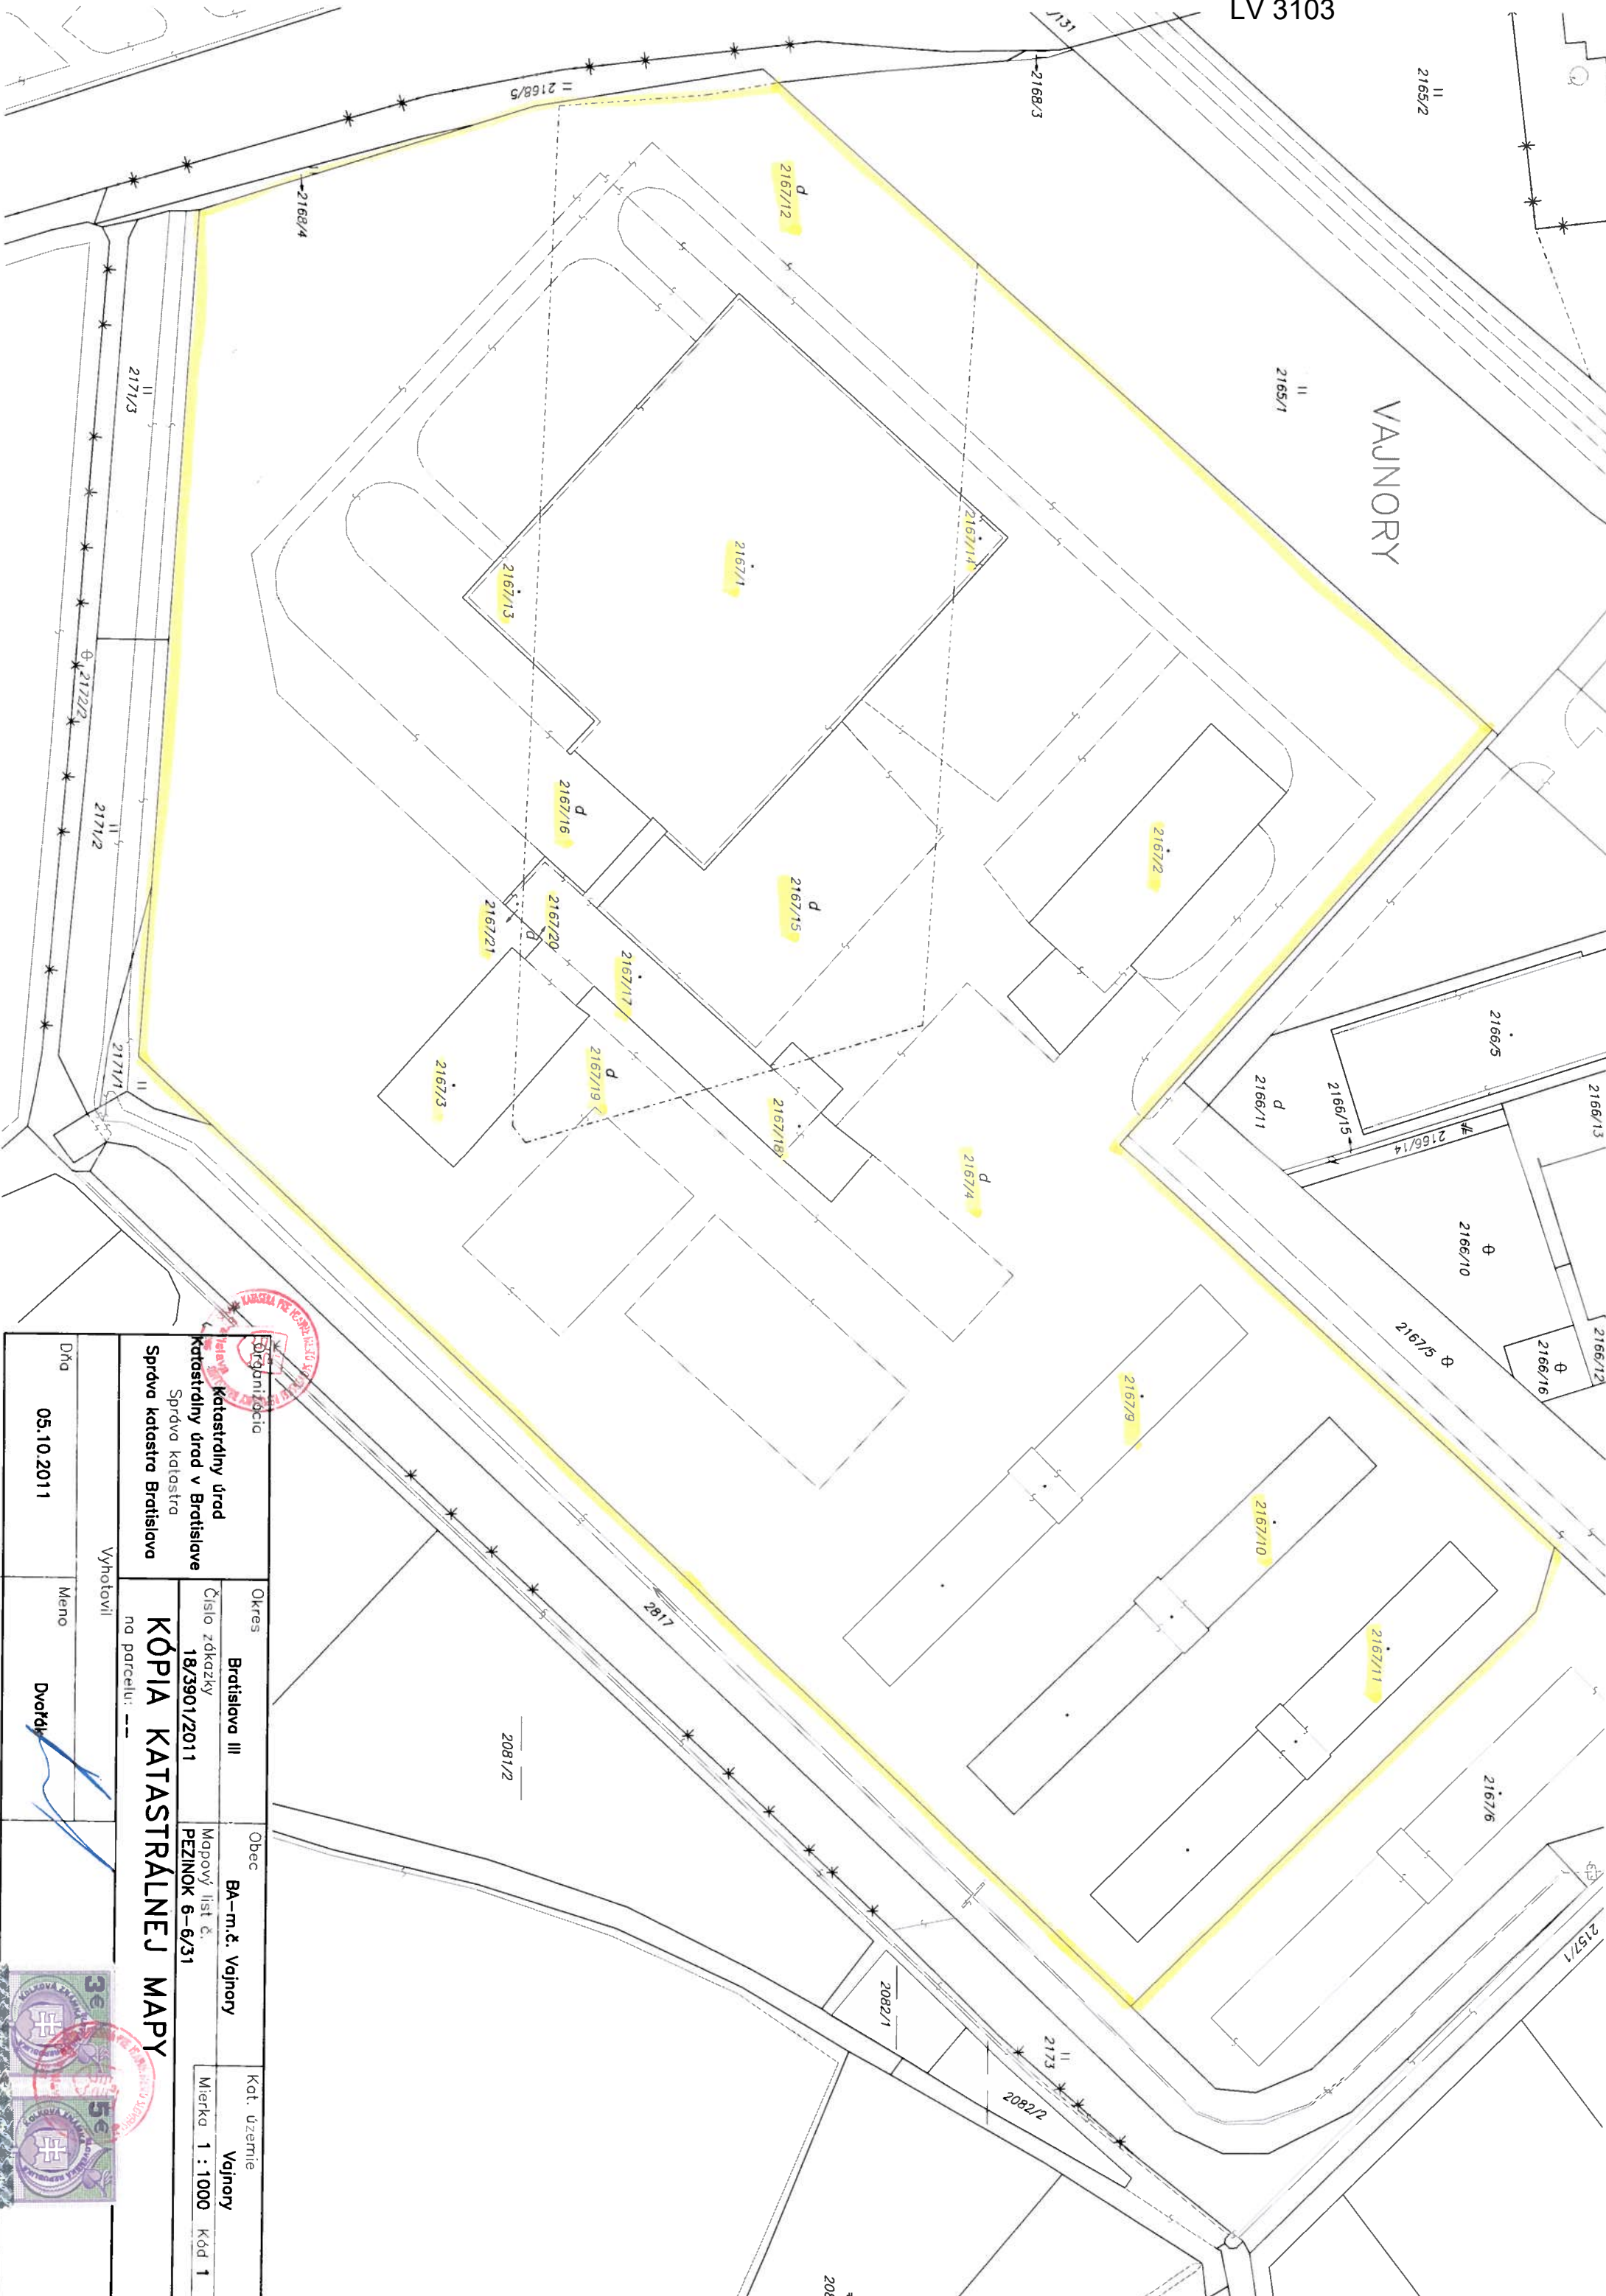 LV 3103
/131
2165/2
2168/3
2168/5
2168/4
2167/12
d
2165/1
VAJNORY
2171/3
2167/14
2167/1
2167/13
2172/2
2171/2
2167/16
d
2167/15
d
2167/2
2167/20
2167/21
d
2167/17
2166/5
2167/3
2167/19
d
2167/18
2171/1
2166/11
d
2166/15
2166/14
2166/13
2167/4
d
2166/10
2166/12
2166/16
2167/5
2167/9
2167/10
2167/11
2167/6
2817
2081/2
2082/1
2173
2082/2
2157/1
Organizácia
Katastrálny úrad
Katastrálny úrad v Bratislave
Správa katastra
Správa katastra Bratislava
Okres
Bratislava III
Obec
BA-m.č. Vajnory
Kat. územie
Vajnory
Číslo zákazky
18/3901/2011
Mapový list č.
PEZINOK 6-6/31
Mierka 1 : 1000 Kód 1
KÓPIA KATASTRÁLNEJ MAPY
na parcelu: --
Vyhotovil
Dňa
05.10.2011
Meno
Dvořák
3€
5€